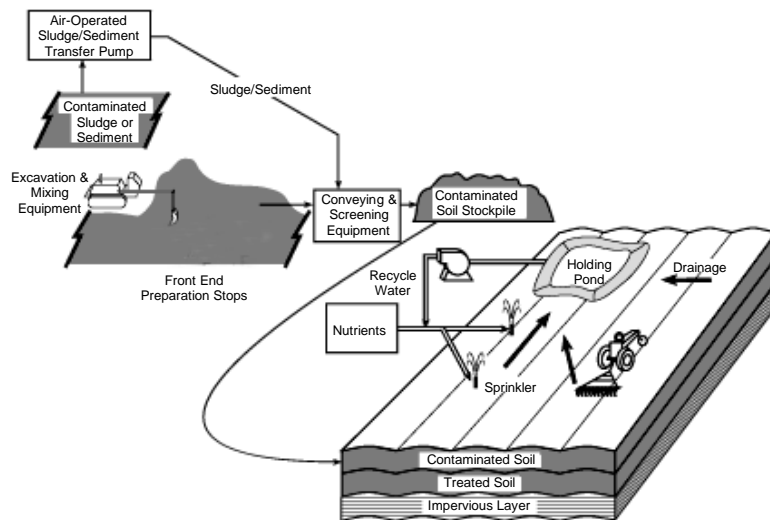 Air-Operated
Sludge/Sediment
Transfer Pump
Sludge/Sediment
Contaminated
Sludge or
Sediment
Excavation &
Mixing
Equipment
Conveying &
Screening
Equipment
Contaminated
Soil Stockpile
Front End
Preparation Stops
Recycle
Water
Holding
Pond
Drainage
Nutrients
Sprinkler
Contaminated Soil
Treated Soil
Impervious Layer